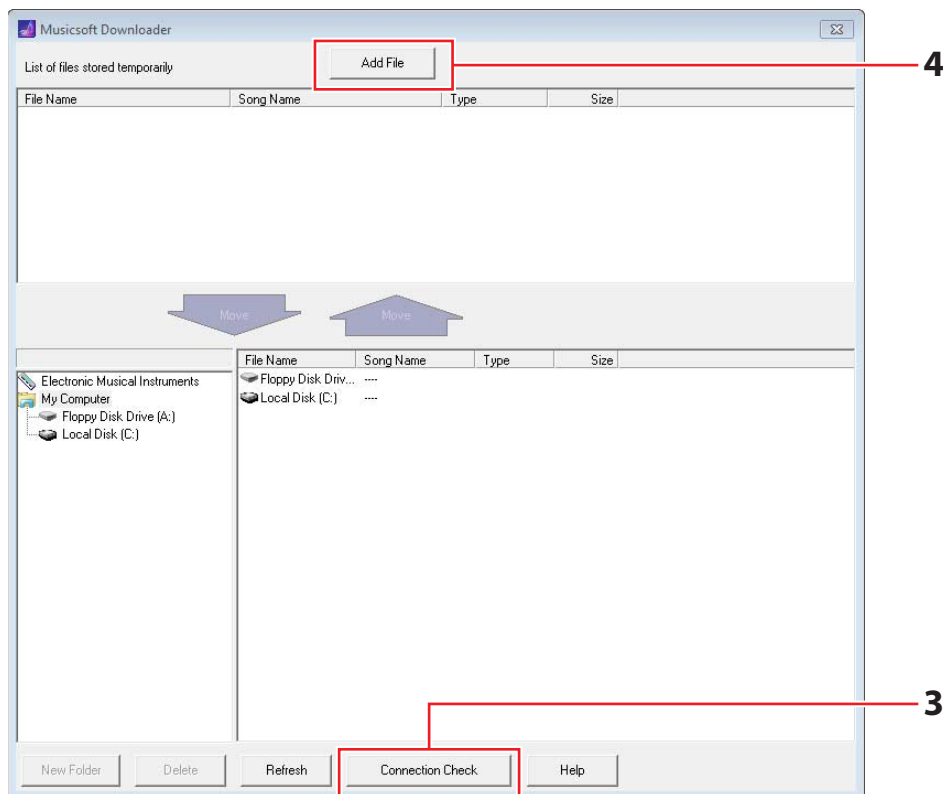 Musicsoft Downloader
List of files stored temporarily
Add File
4
File Name Song Name Type Size
Move Move
File Name Song Name Type Size
Electronic Musical Instruments
My Computer
Floppy Disk Drive (A:)
Local Disk (C:)
Floppy Disk Driv... ----
Local Disk (C:) ----
3
New Folder Delete Refresh Connection Check Help